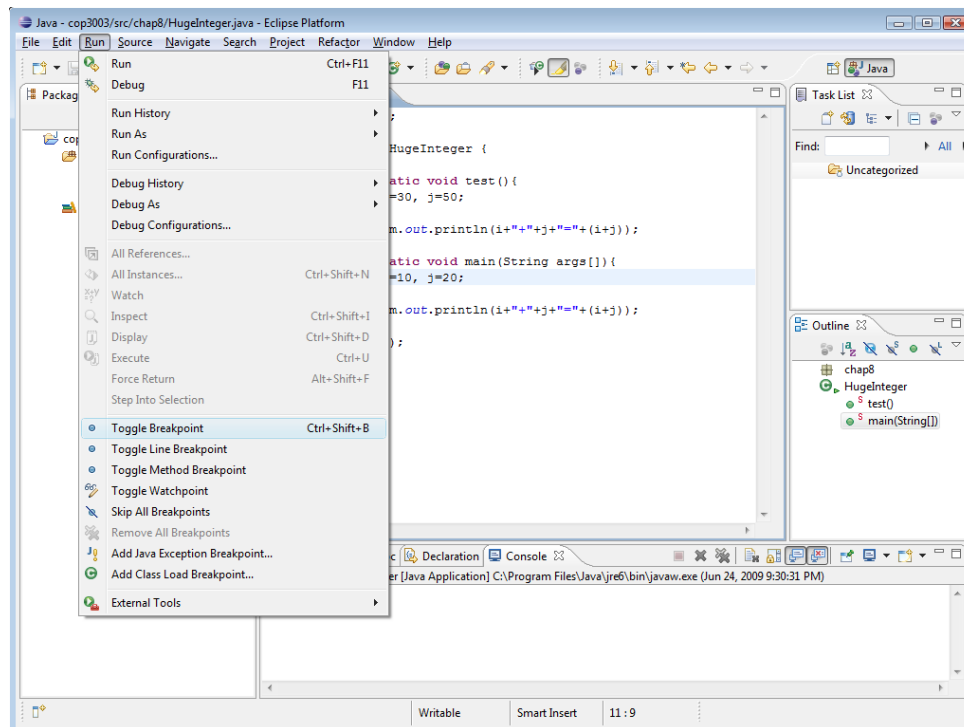 Java - cop3003/src/chap8/HugeInteger.java - Eclipse Platform
File Edit Run Source Navigate Search Project Refactor Window Help
Java
Run Ctrl+F11
Debug F11
Run History
Run As
Run Configurations...
Debug History
Debug As
Debug Configurations...
All References...
All Instances... Ctrl+Shift+N
Watch
Inspect Ctrl+Shift+I
Display Ctrl+Shift+D
Execute Ctrl+U
Force Return Alt+Shift+F
Step Into Selection
Toggle Breakpoint Ctrl+Shift+B
Toggle Line Breakpoint
Toggle Method Breakpoint
Toggle Watchpoint
Skip All Breakpoints
Remove All Breakpoints
Add Java Exception Breakpoint...
Add Class Load Breakpoint...
External Tools
Packag
cop
;
HugeInteger {
atic void test(){
=30, j=50;
m.out.println(i+"+"+j+"="+(i+j));
atic void main(String args[]){
=10, j=20;
m.out.println(i+"+"+j+"="+(i+j));
);
Task List
Find: All
Uncategorized
Outline
chap8
HugeInteger
S test()
S main(String[])
c Declaration Console
er [Java Application] C:\Program Files\Java\jre6\bin\javaw.exe (Jun 24, 2009 9:30:31 PM)
Writable Smart Insert 11 : 9